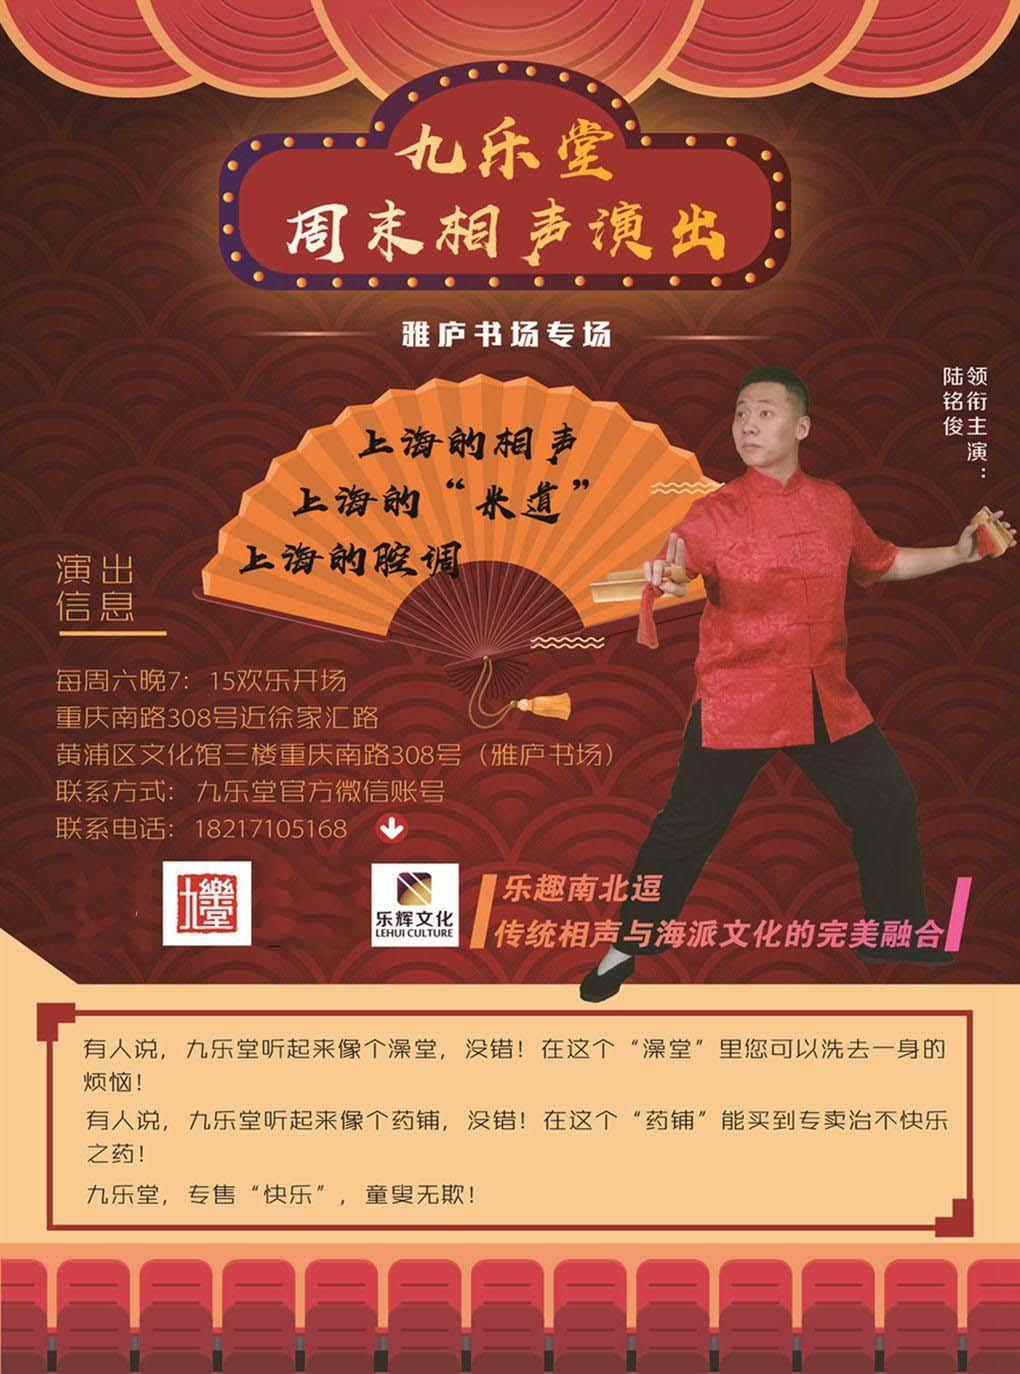 九乐堂
周末相声演出
雅庐书场专场
领衔主演：
陆铭俊
上海的相声
上海的“米道”
上海的腔调
演出
信息
每周六晚7：15欢乐开场
重庆南路308号近徐家汇路
黄浦区文化馆三楼重庆南路308号（雅庐书场）
联系方式：九乐堂官方微信账号
联系电话：18217105168
九樂堂
乐辉文化
LEHUI CULTURE
乐趣南北逗
传统相声与海派文化的完美融合
有人说，九乐堂听起来像个澡堂，没错！在这个“澡堂”里您可以洗去一身的
烦恼！
有人说，九乐堂听起来像个药铺，没错！在这个“药铺”能买到专卖治不快乐
之药！
九乐堂，专售“快乐”，童叟无欺！